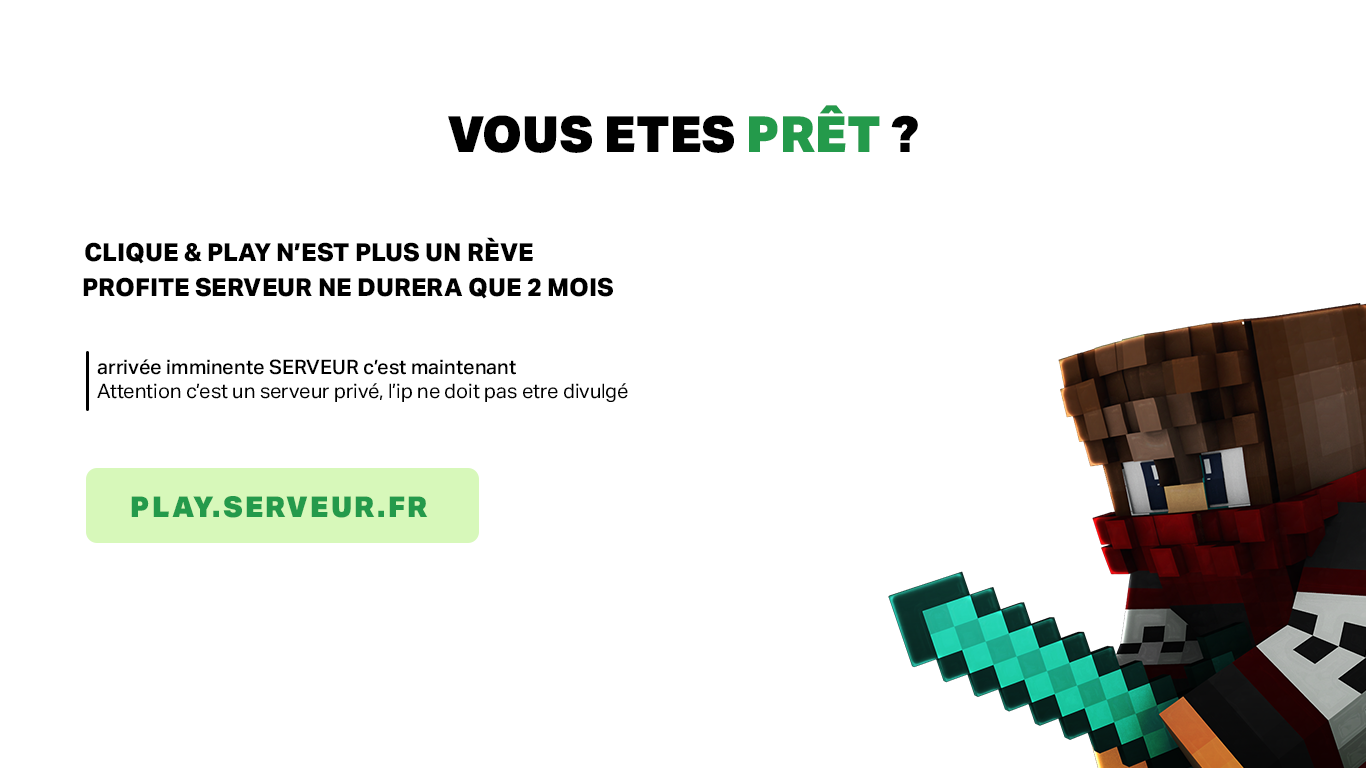 VOUS ETES PRÊT ?
CLIQUE & PLAY N'EST PLUS UN RÈVE
PROFITE SERVEUR NE DURERA QUE 2 MOIS
arrivée imminente SERVEUR c'est maintenant
Attention c'est un serveur privé, l'ip ne doit pas etre divulgé
PLAY.SERVEUR.FR